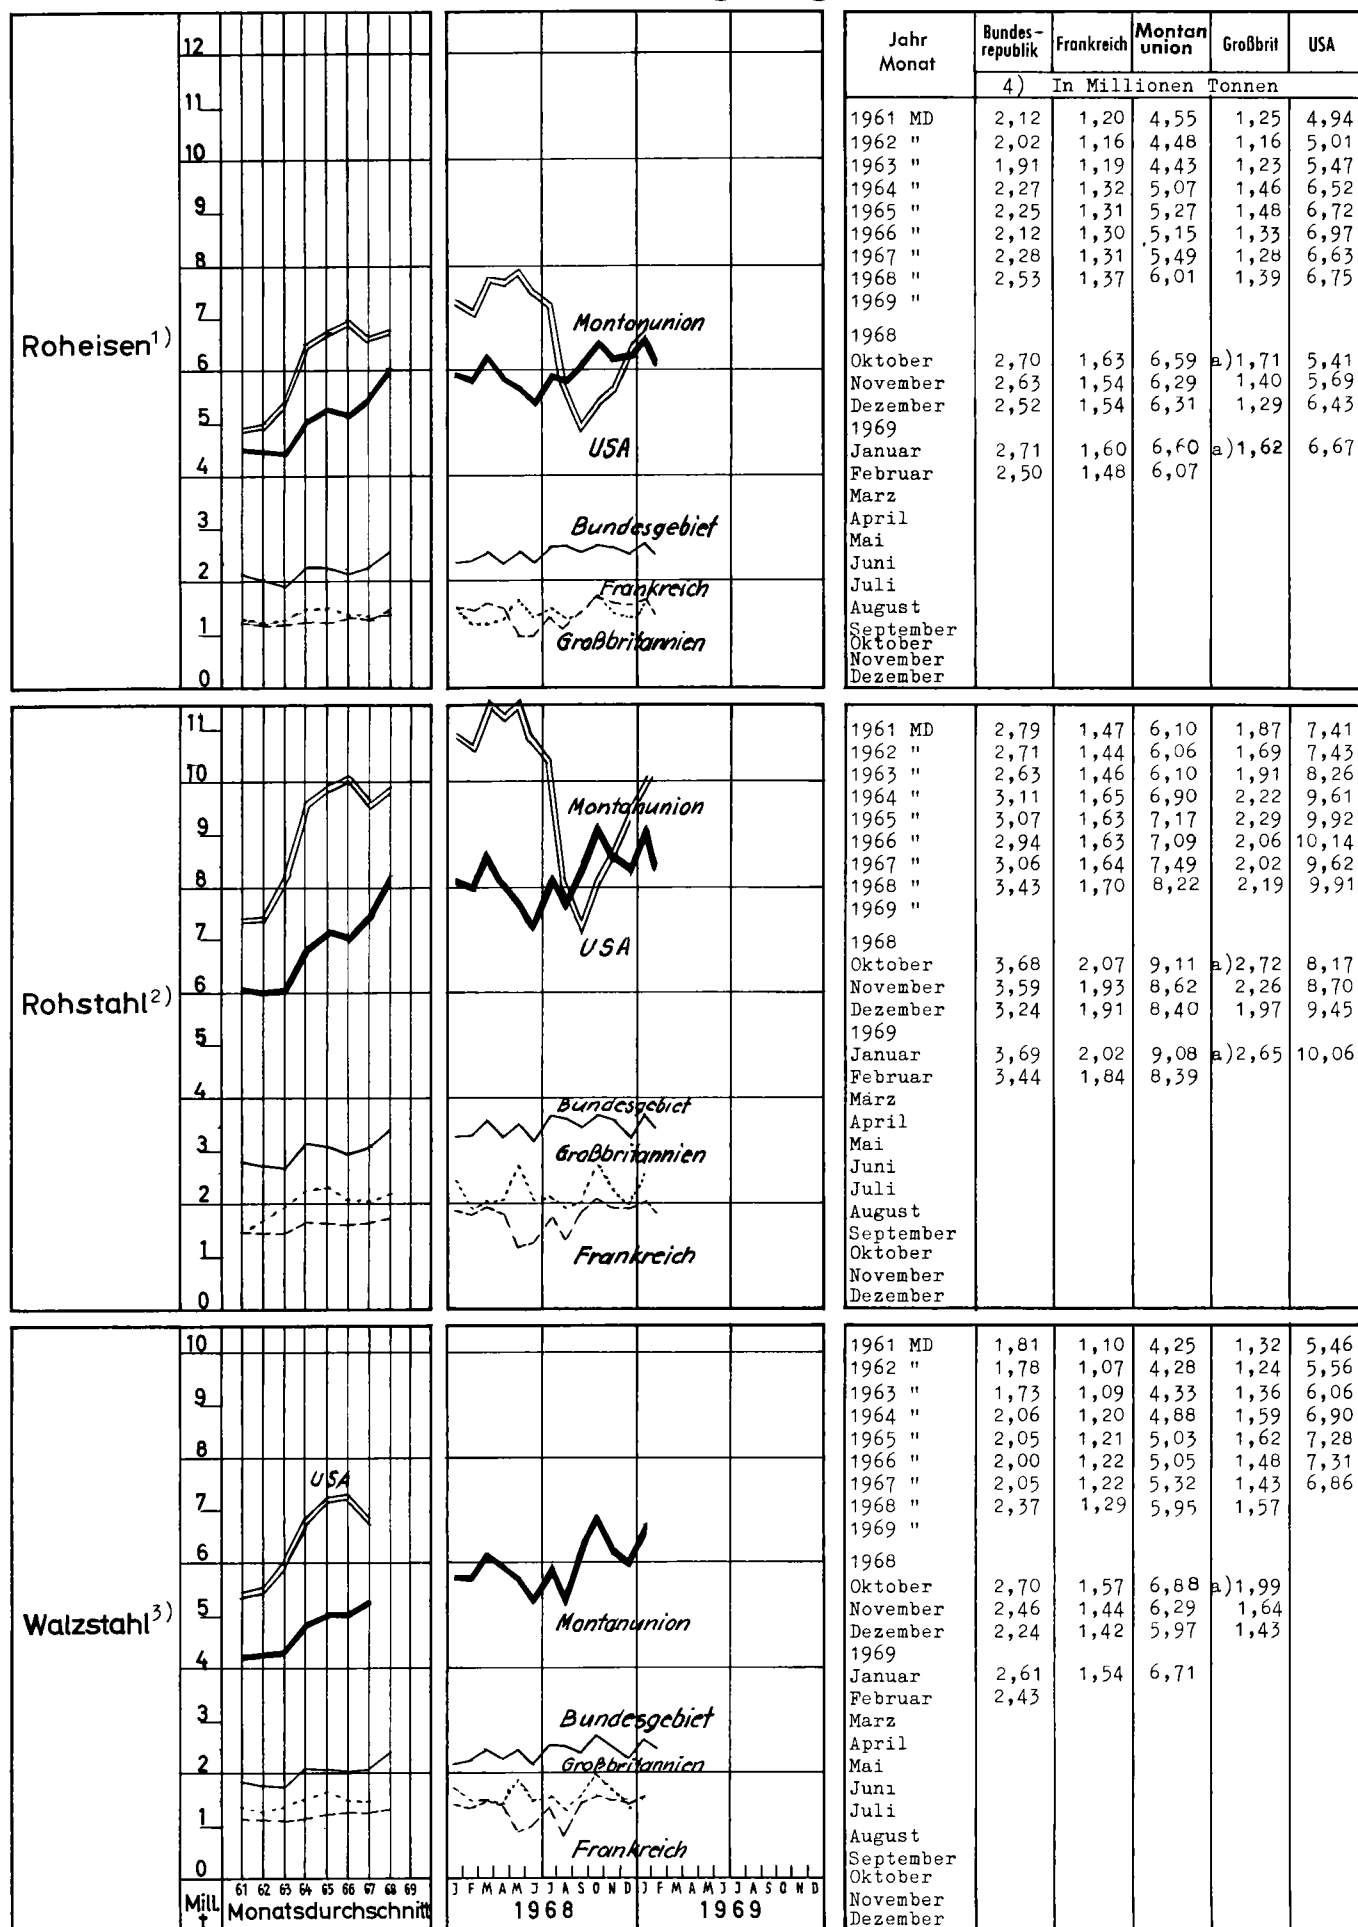 Jahr Monat Bundes-republik Frankreich Montan union Großbrit USA
4) In Millionen Tonnen
Roheisen1)
12
11
10
9
8
7
6
5
4
3
2
1
0
Montanunion
USA
Bundesgebiet
Frankreich
Großbritannien
1961 MD 2,12 1,20 4,55 1,25 4,94
1962 " 2,02 1,16 4,48 1,16 5,01
1963 " 1,91 1,19 4,43 1,23 5,47
1964 " 2,27 1,32 5,07 1,46 6,52
1965 " 2,25 1,31 5,27 1,48 6,72
1966 " 2,12 1,30 5,15 1,33 6,97
1967 " 2,28 1,31 5,49 1,28 6,63
1968 " 2,53 1,37 6,01 1,39 6,75
1969 "
1968
Oktober 2,70 1,63 6,59 a)1,71 5,41
November 2,63 1,54 6,29 1,40 5,69
Dezember 2,52 1,54 6,31 1,29 6,43
1969
Januar 2,71 1,60 6,60 a)1,62 6,67
Februar 2,50 1,48 6,07
Marz
April
Mai
Juni
Juli
August
September
Oktober
November
Dezember
Rohstahl2)
11
10
9
8
7
6
5
4
3
2
1
0
Montanunion
USA
Bundesgebiet
Großbritannien
Frankreich
1961 MD 2,79 1,47 6,10 1,87 7,41
1962 " 2,71 1,44 6,06 1,69 7,43
1963 " 2,63 1,46 6,10 1,91 8,26
1964 " 3,11 1,65 6,90 2,22 9,61
1965 " 3,07 1,63 7,17 2,29 9,92
1966 " 2,94 1,63 7,09 2,06 10,14
1967 " 3,06 1,64 7,49 2,02 9,62
1968 " 3,43 1,70 8,22 2,19 9,91
1969 "
1968
Oktober 3,68 2,07 9,11 a)2,72 8,17
November 3,59 1,93 8,62 2,26 8,70
Dezember 3,24 1,91 8,40 1,97 9,45
1969
Januar 3,69 2,02 9,08 a)2,65 10,06
Februar 3,44 1,84 8,39
März
April
Mai
Juni
Juli
August
September
Oktober
November
Dezember
Walzstahl3)
10
9
8
7
6
5
4
3
2
1
0
USA
Montanunion
Bundesgebiet
Großbritannien
Frankreich
1961 MD 1,81 1,10 4,25 1,32 5,46
1962 " 1,78 1,07 4,28 1,24 5,56
1963 " 1,73 1,09 4,33 1,36 6,06
1964 " 2,06 1,20 4,88 1,59 6,90
1965 " 2,05 1,21 5,03 1,62 7,28
1966 " 2,00 1,22 5,05 1,48 7,31
1967 " 2,05 1,22 5,32 1,43 6,86
1968 " 2,37 1,29 5,95 1,57
1969 "
1968
Oktober 2,70 1,57 6,88 a)1,99
November 2,46 1,44 6,29 1,64
Dezember 2,24 1,42 5,97 1,43
1969
Januar 2,61 1,54 6,71
Februar 2,43
Marz
April
Mai
Juni
Juli
August
September
Oktober
November
Dezember
Mill. t
61 62 63 64 65 66 67 68 69
Monatsdurchschnitt
J F M A M J J A S O N D J F M A M J J A S O N D
1968 1969